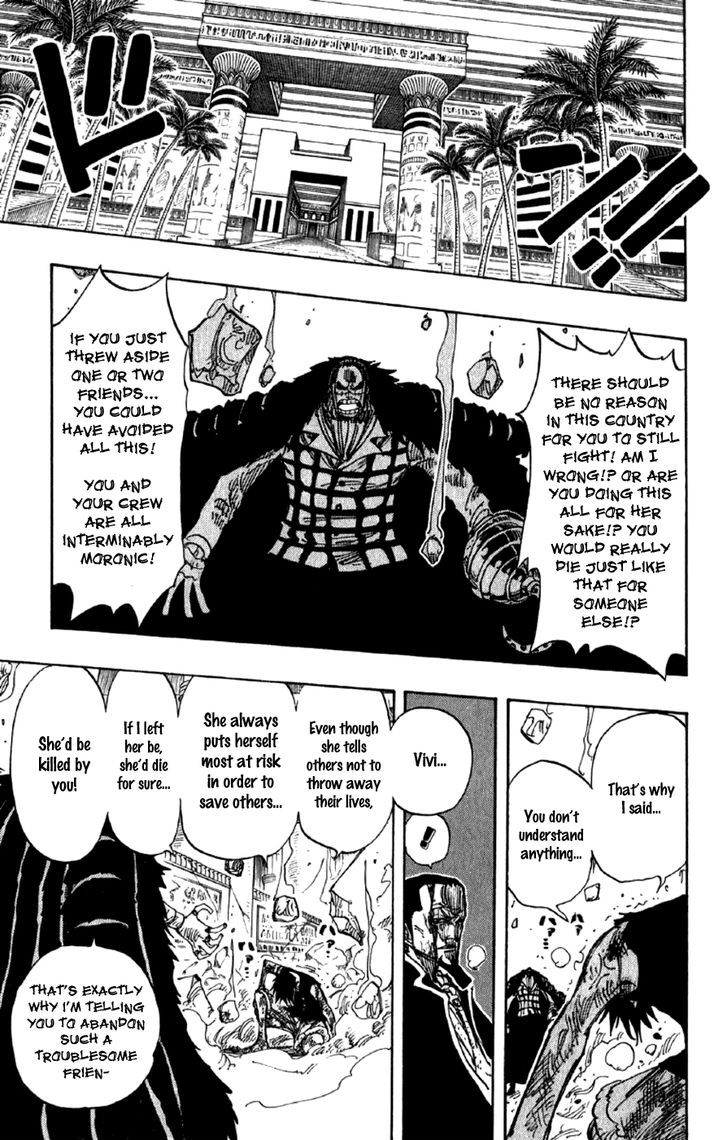 ド
ン!!
THERE SHOULD
BE NO REASON
IN THIS COUNTRY
FOR YOU TO STILL
FIGHT! AM I
WRONG!? OR ARE
YOU DOING THIS
ALL FOR HER
SAKE!? YOU
WOULD REALLY
DIE JUST LIKE
THAT FOR
SOMEONE
ELSE!?
IF YOU JUST
THREW ASIDE
ONE OR TWO
FRIENDS...
YOU COULD
HAVE AVOIDED
ALL THIS!
YOU AND
YOUR CREW
ARE ALL
INTERMINABLY
MORONIC!
That's why
I said...
You don't
understand
anything...
Vivi...
!
Even though
she tells
others not to
throw away
their lives,
She always
puts herself
most at risk
in order to
save others...
If I left
her be,
she'd die
for sure...
She'd be
killed by
you!
THAT'S EXACTLY
WHY I'M TELLING
YOU TO ABANDON
SUCH A
TROUBLESOME
FRIEN-